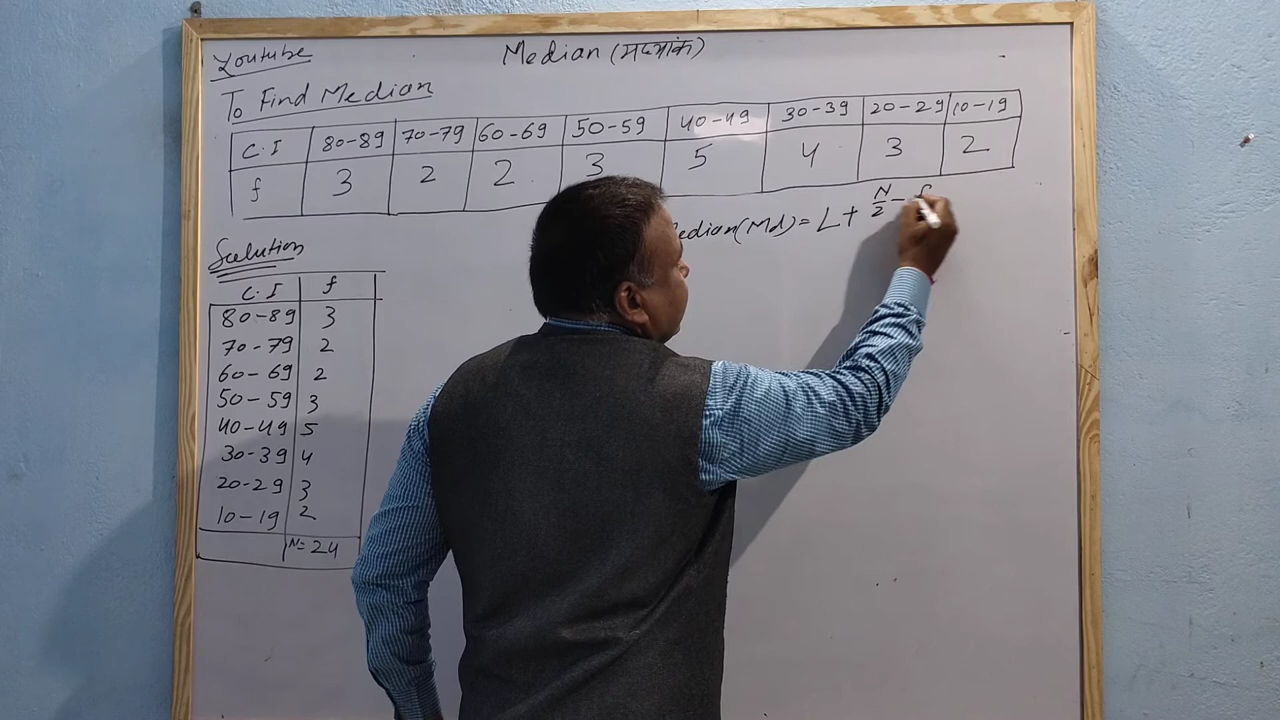 Youtube
Median (मध्यांक)
To Find Median
C.I 80-89 70-79 60-69 50-59 40-49 30-39 20-29 10-19
f 3 2 2 3 5 4 3 2
edian(Md)= L+ N/2 -
Solution
C.I f
80-89 3
70-79 2
60-69 2
50-59 3
40-49 5
30-39 4
20-29 3
10-19 2
N=24